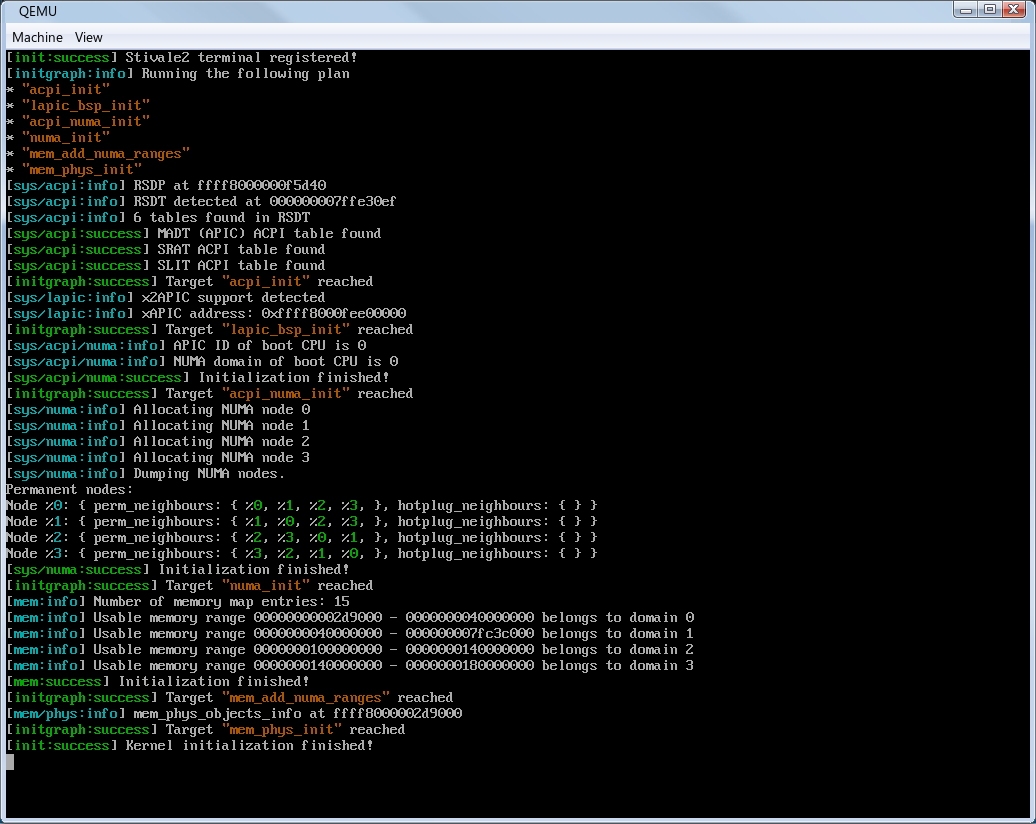 QEMU
Machine View
[init:success] Stivale2 terminal registered!
[initgraph:info] Running the following plan
* "acpi_init"
* "lapic_bsp_init"
* "acpi_numa_init"
* "numa_init"
* "mem_add_numa_ranges"
* "mem_phys_init"
[sys/acpi:info] RSDP at ffff8000000f5d40
[sys/acpi:info] RSDT detected at 000000007ffe30ef
[sys/acpi:info] 6 tables found in RSDT
[sys/acpi:success] MADT (APIC) ACPI table found
[sys/acpi:success] SRAT ACPI table found
[sys/acpi:success] SLIT ACPI table found
[initgraph:success] Target "acpi_init" reached
[sys/lapic:info] x2APIC support detected
[sys/lapic:info] xAPIC address: 0xffff8000fee00000
[initgraph:success] Target "lapic_bsp_init" reached
[sys/acpi/numa:info] APIC ID of boot CPU is 0
[sys/acpi/numa:info] NUMA domain of boot CPU is 0
[sys/acpi/numa:success] Initialization finished!
[initgraph:success] Target "acpi_numa_init" reached
[sys/numa:info] Allocating NUMA node 0
[sys/numa:info] Allocating NUMA node 1
[sys/numa:info] Allocating NUMA node 2
[sys/numa:info] Allocating NUMA node 3
[sys/numa:info] Dumping NUMA nodes.
Permanent nodes:
Node %0: { perm_neighbours: { %0, %1, %2, %3, }, hotplug_neighbours: { } }
Node %1: { perm_neighbours: { %1, %0, %2, %3, }, hotplug_neighbours: { } }
Node %2: { perm_neighbours: { %2, %3, %0, %1, }, hotplug_neighbours: { } }
Node %3: { perm_neighbours: { %3, %2, %1, %0, }, hotplug_neighbours: { } }
[sys/numa:success] Initialization finished!
[initgraph:success] Target "numa_init" reached
[mem:info] Number of memory map entries: 15
[mem:info] Usable memory range 00000000002d9000 - 0000000040000000 belongs to domain 0
[mem:info] Usable memory range 0000000040000000 - 000000007fc3c000 belongs to domain 1
[mem:info] Usable memory range 0000000100000000 - 0000000140000000 belongs to domain 2
[mem:info] Usable memory range 0000000140000000 - 0000000180000000 belongs to domain 3
[mem:success] Initialization finished!
[initgraph:success] Target "mem_add_numa_ranges" reached
[mem/phys:info] mem_phys_objects_info at ffff8000002d9000
[initgraph:success] Target "mem_phys_init" reached
[init:success] Kernel initialization finished!